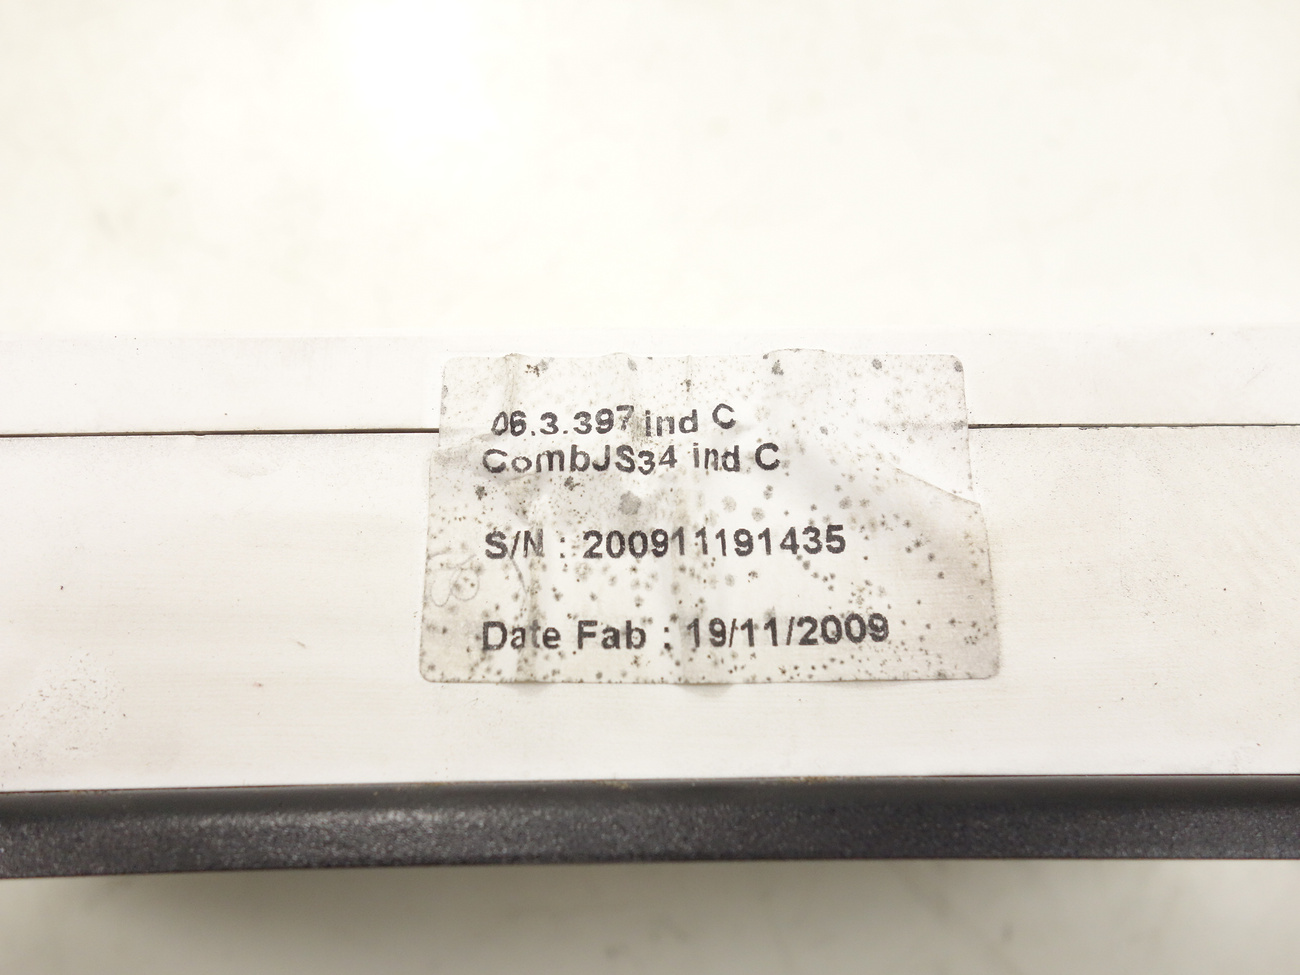 06.3.397 ind C
CombJS34 ind C
S/N : 200911191435
Date Fab : 19/11/2009